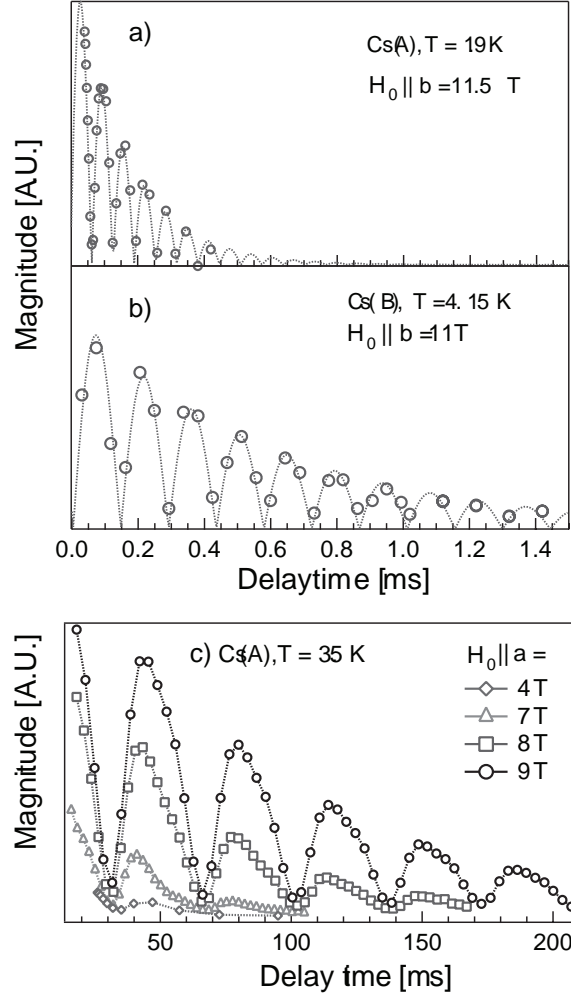 a)
Cs(A), T = 19K
H₀ || b = 11.5 T
Magnitude [A.U.]
b)
Cs(B), T =4.15 K
H₀ || b =11T
0.0 0.2 0.4 0.6 0.8 1.0 1.2 1.4
Delaytime [ms]
c) Cs(A), T = 35 K
H₀ || a =
4T
7T
8T
9T
Magnitude [A.U.]
50 100 150 200
Delay time [ms]